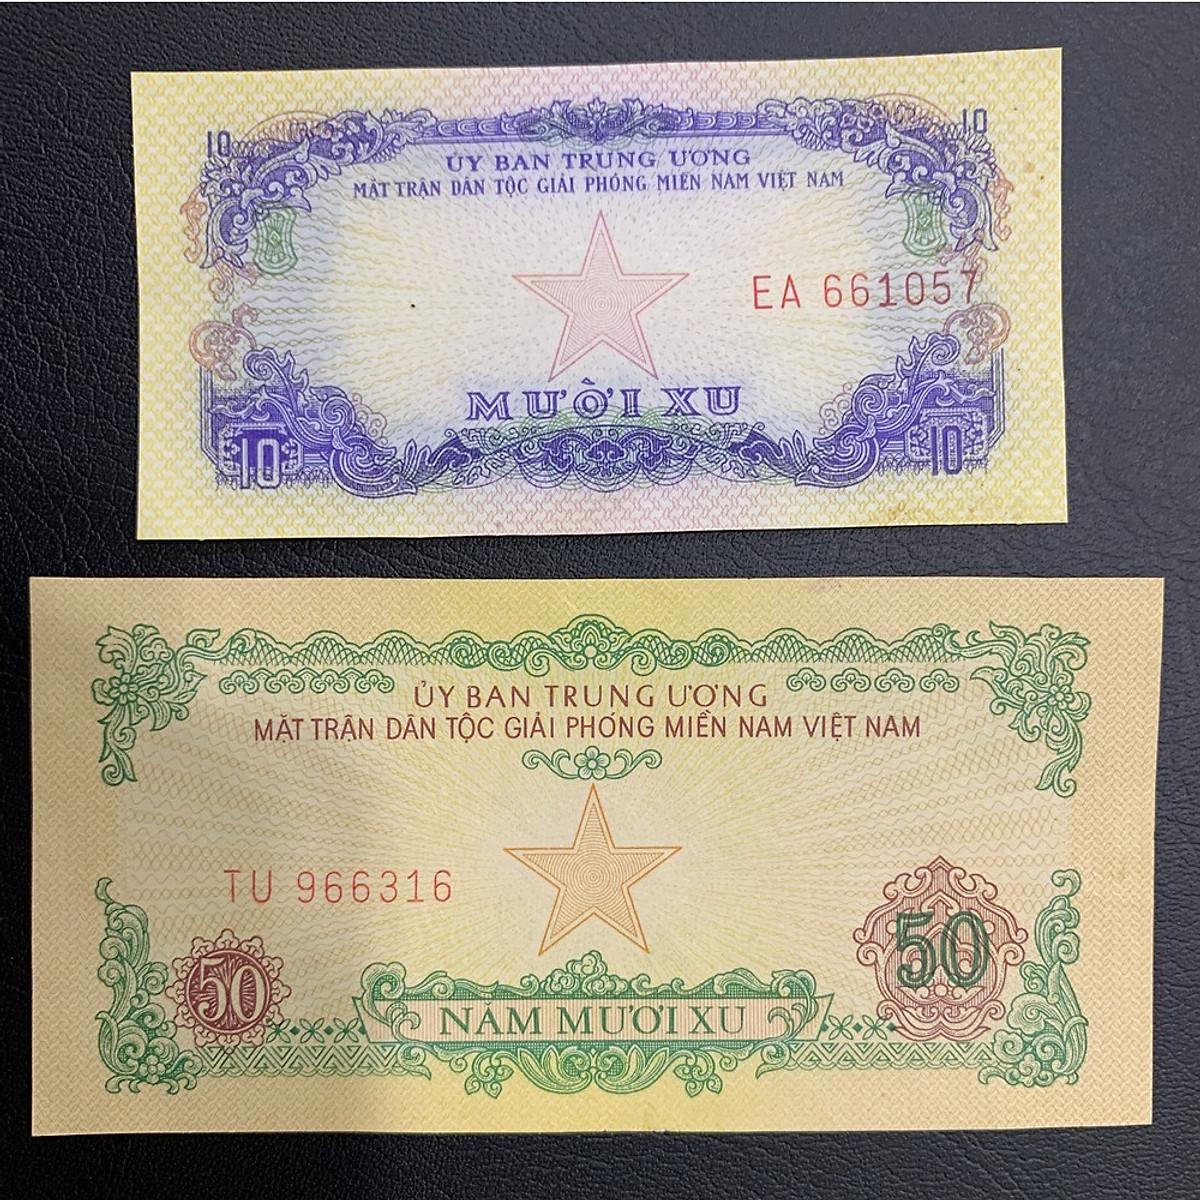 10 10
ỦY BAN TRUNG ƯƠNG
MẶT TRẬN DÂN TỘC GIẢI PHÓNG MIỀN NAM VIỆT NAM
EA 661057
MƯỜI XU
10 10
ỦY BAN TRUNG ƯƠNG
MẶT TRẬN DÂN TỘC GIẢI PHÓNG MIỀN NAM VIỆT NAM
TU 966316
50 50
NĂM MƯƠI XU